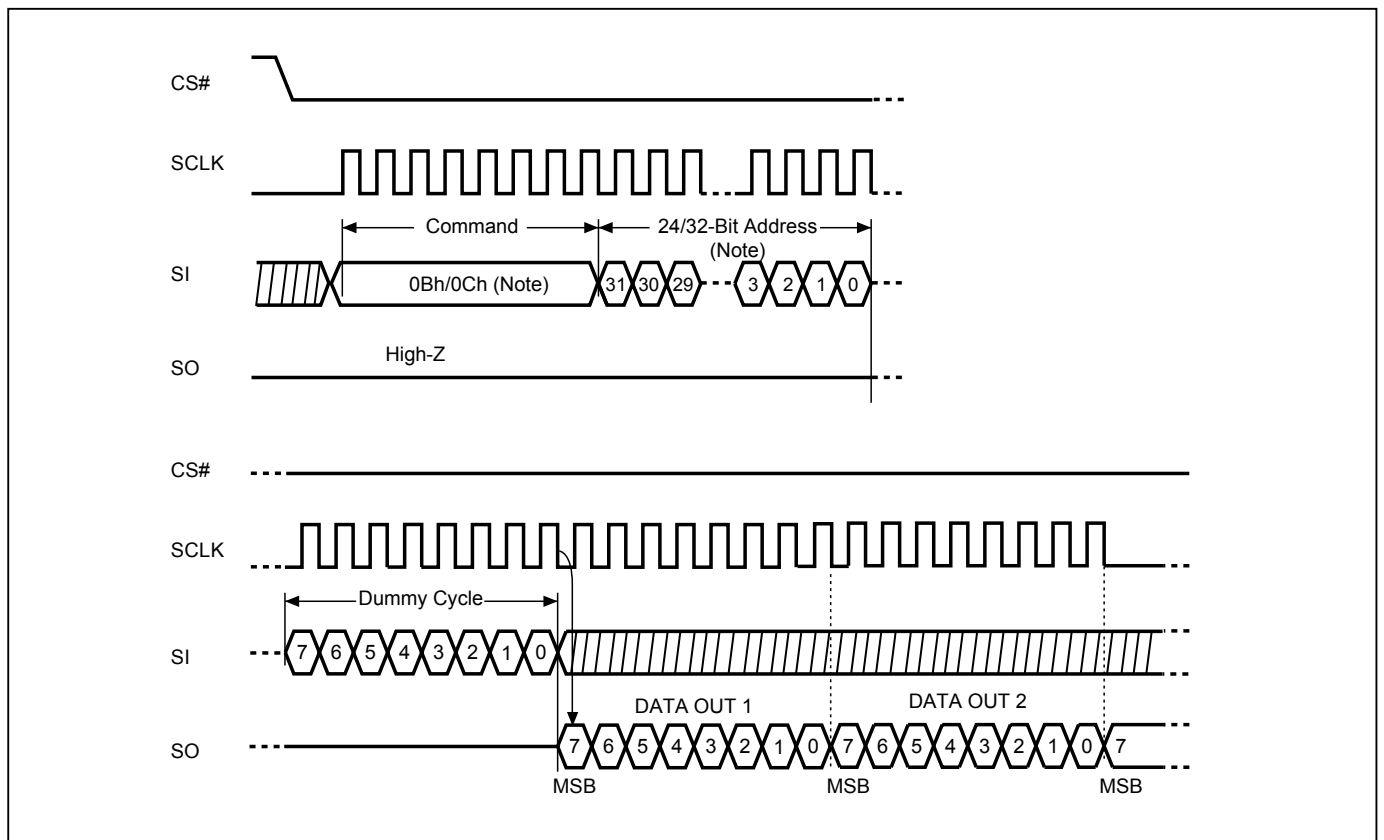 CS#
SCLK
Command
24/32-Bit Address
(Note)
SI
0Bh/0Ch (Note)
31 30 29 3 2 1 0
High-Z
SO
CS#
SCLK
Dummy Cycle
SI
7 6 5 4 3 2 1 0
DATA OUT 1
DATA OUT 2
SO
7 6 5 4 3 2 1 0 7 6 5 4 3 2 1 0 7
MSB MSB MSB